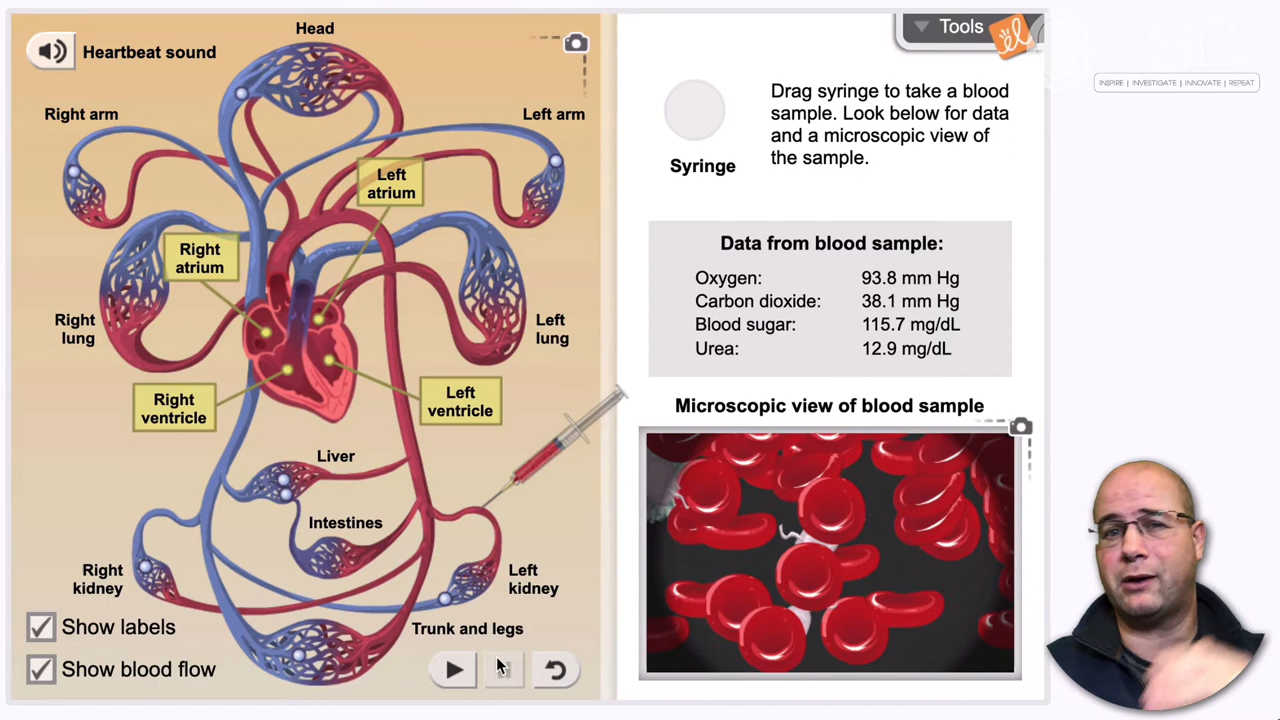 Heartbeat sound
Head
Right arm
Left arm
Left
atrium
Right
atrium
Right
lung
Left
lung
Right
ventricle
Left
ventricle
Liver
Intestines
Right
kidney
Left
kidney
Trunk and legs
Show labels
Show blood flow
Tools
Syringe
Drag syringe to take a blood
sample. Look below for data
and a microscopic view of
the sample.
Data from blood sample:
Oxygen: 93.8 mm Hg
Carbon dioxide: 38.1 mm Hg
Blood sugar: 115.7 mg/dL
Urea: 12.9 mg/dL
Microscopic view of blood sample
INSPIRE | INVESTIGATE | INNOVATE | REPEAT